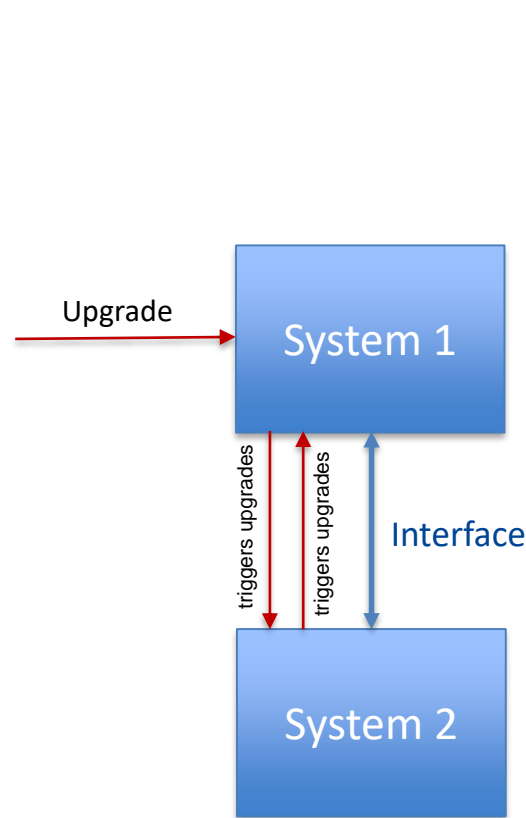 Upgrade
System 1
triggers upgrades
triggers upgrades
Interface
System 2